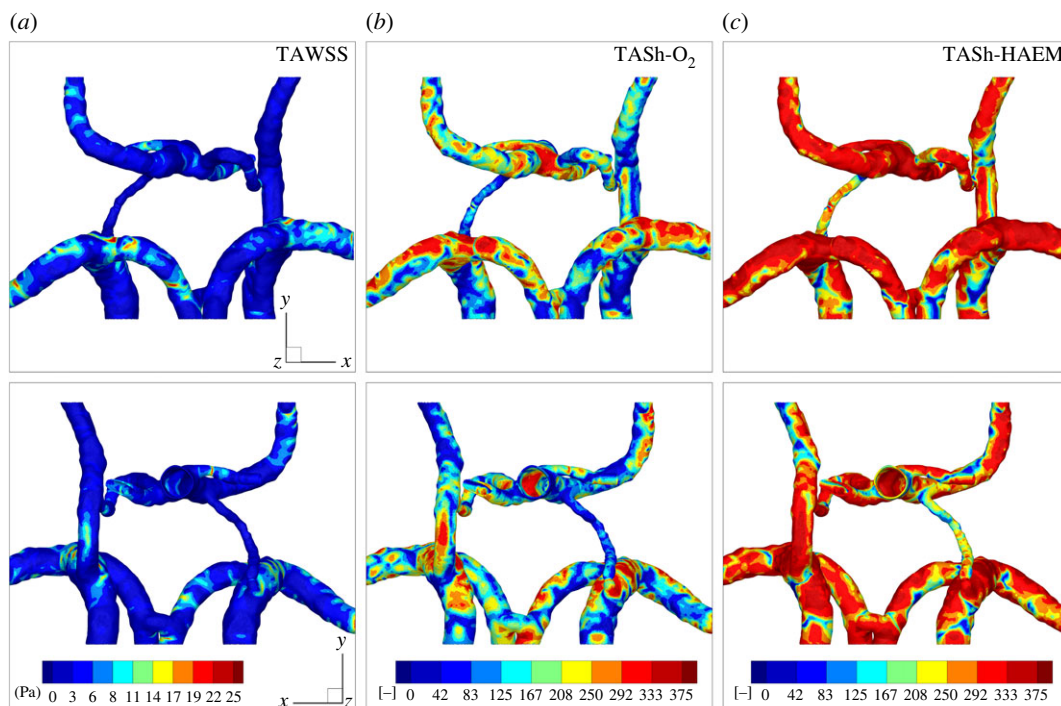 (a) (b) (c)
TAWSS TASh-O₂ TASh-HAEM
y
z x
y
(Pa) 0 3 6 8 11 14 17 19 22 25 x z [–] 0 42 83 125 167 208 250 292 333 375 [–] 0 42 83 125 167 208 250 292 333 375